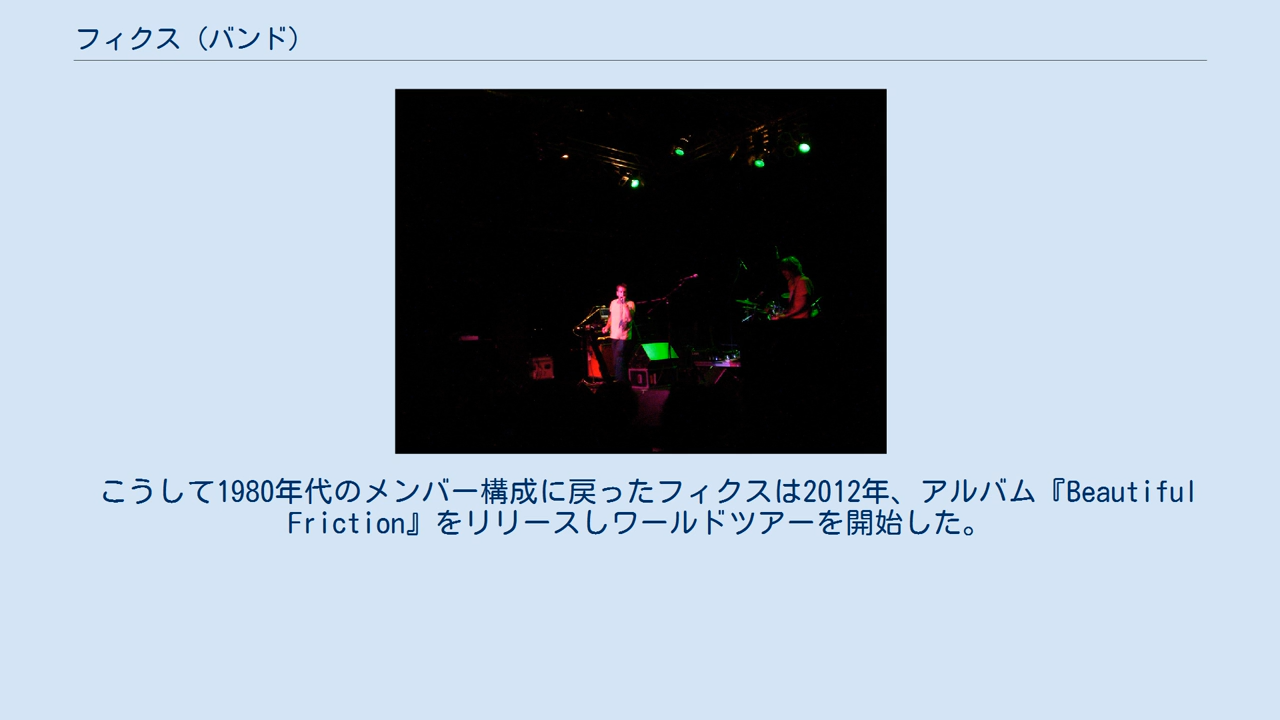 フィクス（バンド）
こうして1980年代のメンバー構成に戻ったフィクスは2012年、アルバム『Beautiful
Friction』をリリースしワールドツアーを開始した。